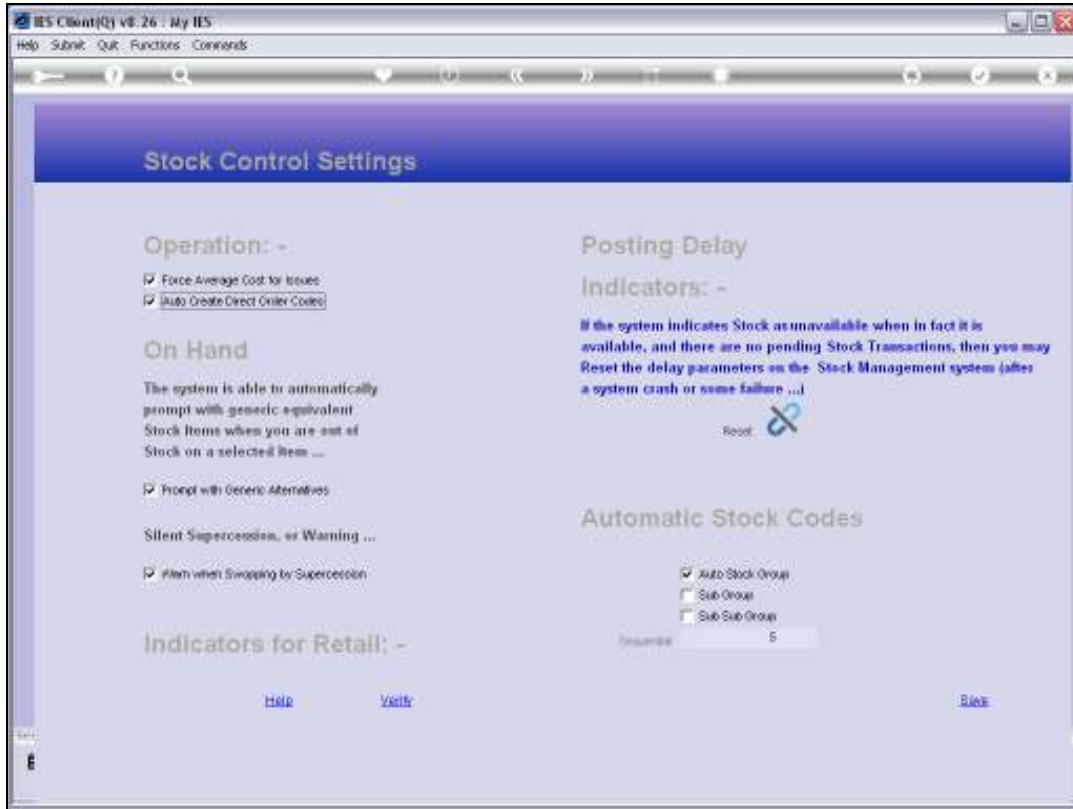 IES Client(Q) v8.26 : My IES
Help Submit Quit Functions Commands
Stock Control Settings
Operation: -
Force Average Cost for Issues
Auto Create Direct Order Codes
On Hand
The system is able to automatically
prompt with generic equivalent
Stock Items when you are out of
Stock on a selected Item ...
Prompt with Generic Alternatives
Silent Supercession, or Warning ...
Warn when Swapping by Supercession
Indicators for Retail: -
Help Verify
Posting Delay
Indicators: -
If the system indicates Stock as unavailable when in fact it is
available, and there are no pending Stock Transactions, then you may
Reset the delay parameters on the Stock Management system (after
a system crash or some failure ...)
Reset
Automatic Stock Codes
Auto Stock Group
Sub Group
Sub Sub Group
Sequential
Save